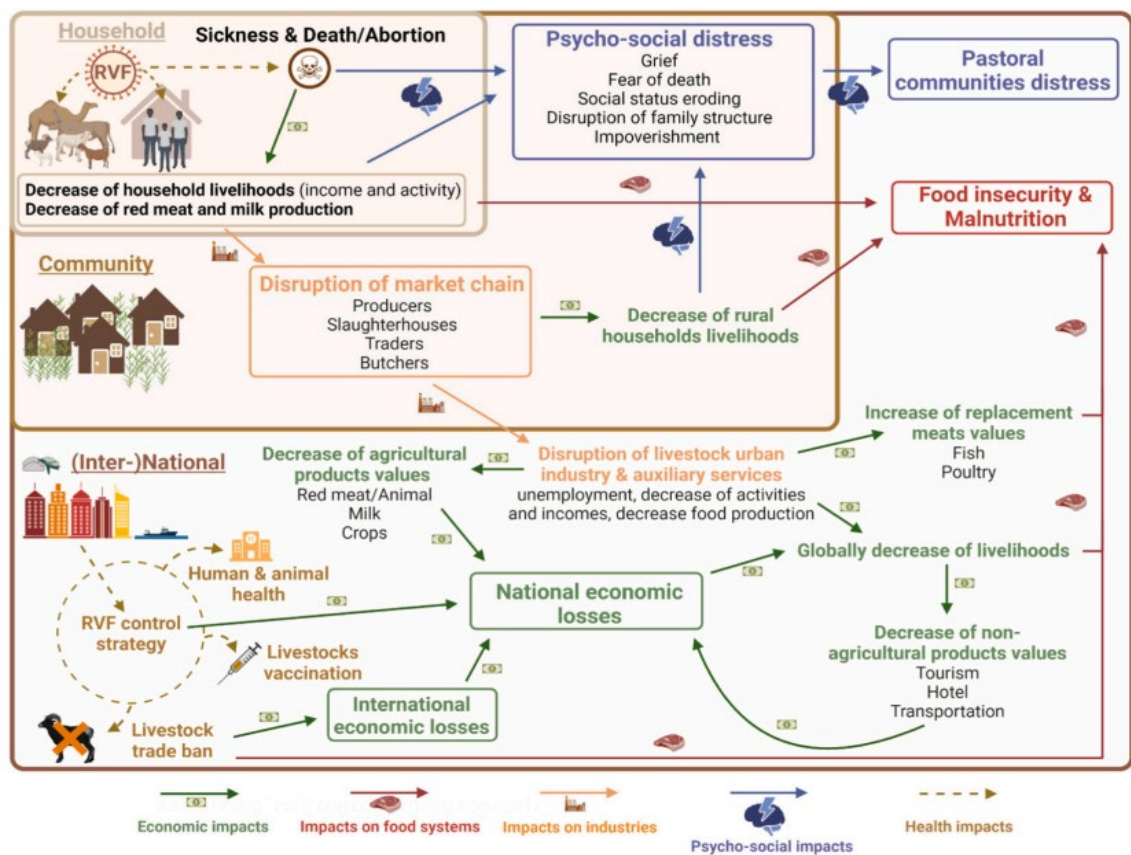 Household
RVF
Sickness & Death/Abortion
Decrease of household livelihoods (income and activity)
Decrease of red meat and milk production
Psycho-social distress
Grief
Fear of death
Social status eroding
Disruption of family structure
Impoverishment
Pastoral
communities distress
Food insecurity &
Malnutrition
Community
Disruption of market chain
Producers
Slaughterhouses
Traders
Butchers
Decrease of rural
households livelihoods
(Inter-)National
Decrease of agricultural
products values
Red meat/Animal
Milk
Crops
Disruption of livestock urban
industry & auxiliary services
unemployment, decrease of activities
and incomes, decrease food production
Increase of replacement
meats values
Fish
Poultry
Globally decrease of livelihoods
Human & animal
health
RVF control
strategy
Livestocks
vaccination
Livestock
trade ban
National economic
losses
International
economic losses
Decrease of non-
agricultural products values
Tourism
Hotel
Transportation
Economic impacts
Impacts on food systems
Impacts on industries
Psycho-social impacts
Health impacts